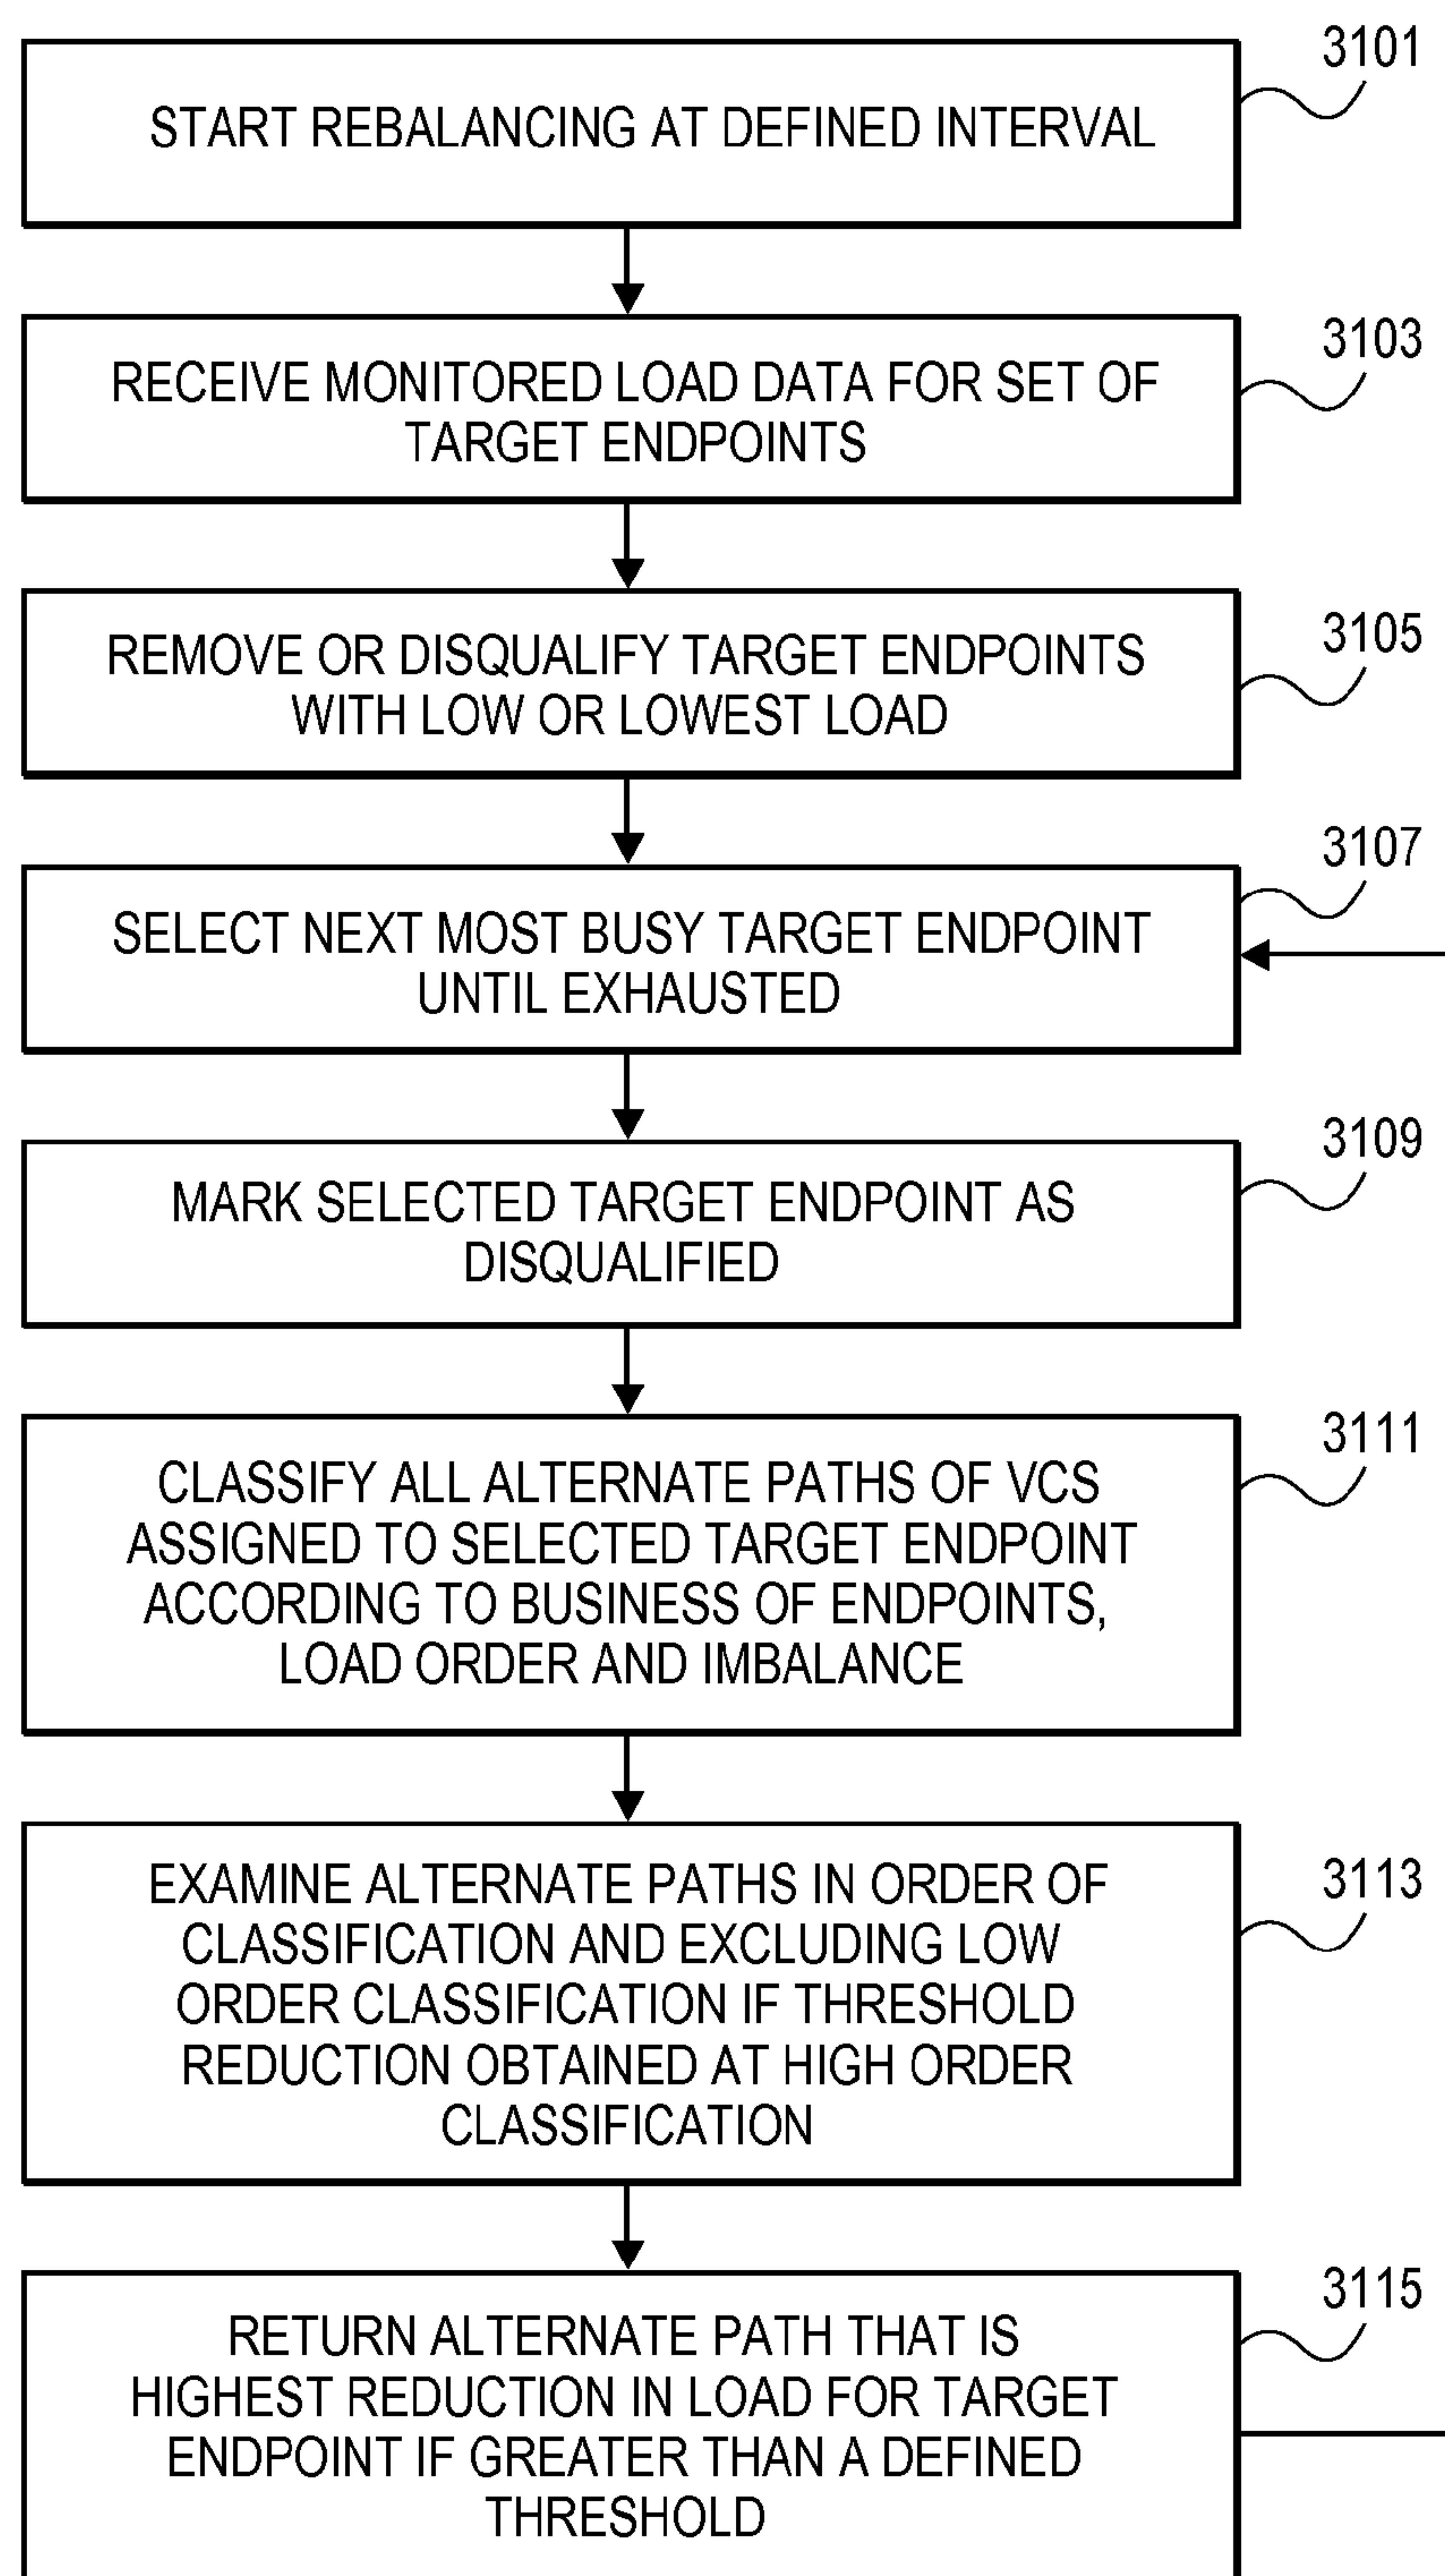 3101
START REBALANCING AT DEFINED INTERVAL
3103
RECEIVE MONITORED LOAD DATA FOR SET OF
TARGET ENDPOINTS
3105
REMOVE OR DISQUALIFY TARGET ENDPOINTS
WITH LOW OR LOWEST LOAD
3107
SELECT NEXT MOST BUSY TARGET ENDPOINT
UNTIL EXHAUSTED
3109
MARK SELECTED TARGET ENDPOINT AS
DISQUALIFIED
3111
CLASSIFY ALL ALTERNATE PATHS OF VCS
ASSIGNED TO SELECTED TARGET ENDPOINT
ACCORDING TO BUSINESS OF ENDPOINTS,
LOAD ORDER AND IMBALANCE
3113
EXAMINE ALTERNATE PATHS IN ORDER OF
CLASSIFICATION AND EXCLUDING LOW
ORDER CLASSIFICATION IF THRESHOLD
REDUCTION OBTAINED AT HIGH ORDER
CLASSIFICATION
3115
RETURN ALTERNATE PATH THAT IS
HIGHEST REDUCTION IN LOAD FOR TARGET
ENDPOINT IF GREATER THAN A DEFINED
THRESHOLD